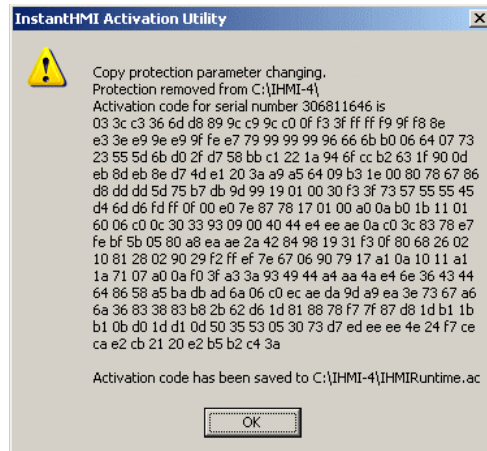 InstantHMI Activation Utility
Copy protection parameter changing.
Protection removed from C:\IHMI-4\
Activation code for serial number 306811646 is
03 3c c3 36 6d d8 89 9c c9 9c c0 0f f3 3f ff ff f9 9f f8 8e
e3 3e e9 9e e9 9f fe e7 79 99 99 99 96 66 6b b0 06 64 07 73
23 55 5d 6b d0 2f d7 58 bb c1 22 1a 94 6f cc b2 63 1f 90 0d
eb 8d eb 8e d7 4d e1 20 3a a9 a5 64 09 b3 1e 00 80 78 67 86
d8 dd dd 5d 75 b7 db 9d 99 19 01 00 30 f3 3f 73 57 55 55 45
d4 6d d6 fd ff 0f 00 e0 7e 87 78 17 01 00 a0 0a b0 1b 11 01
60 06 c0 0c 30 33 93 09 00 40 44 e4 ee ae 0a c0 3c 83 78 e7
fe bf 5b 05 80 a8 ea ae 2a 42 84 98 19 31 f3 0f 80 68 26 02
10 81 28 02 90 29 f2 ff ef 7e 67 06 90 79 17 a1 0a 10 11 a1
1a 71 07 a0 0a f0 3f a3 3a 93 49 44 a4 aa 4a e4 6e 36 43 44
64 86 58 a5 ba db ad 6a 06 c0 ec ae da 9d a9 ea 3e 73 67 a6
6a 36 83 38 83 b8 2b 62 d6 1d 81 88 78 f7 7f 87 d8 1d b1 1b
b1 0b d0 1d d1 0d 50 35 53 05 30 73 d7 ed ee ee 4e 24 f7 ce
ca e2 cb 21 20 e2 b5 b2 c4 3a
Activation code has been saved to C:\IHMI-4\IHMIRuntime.ac
OK